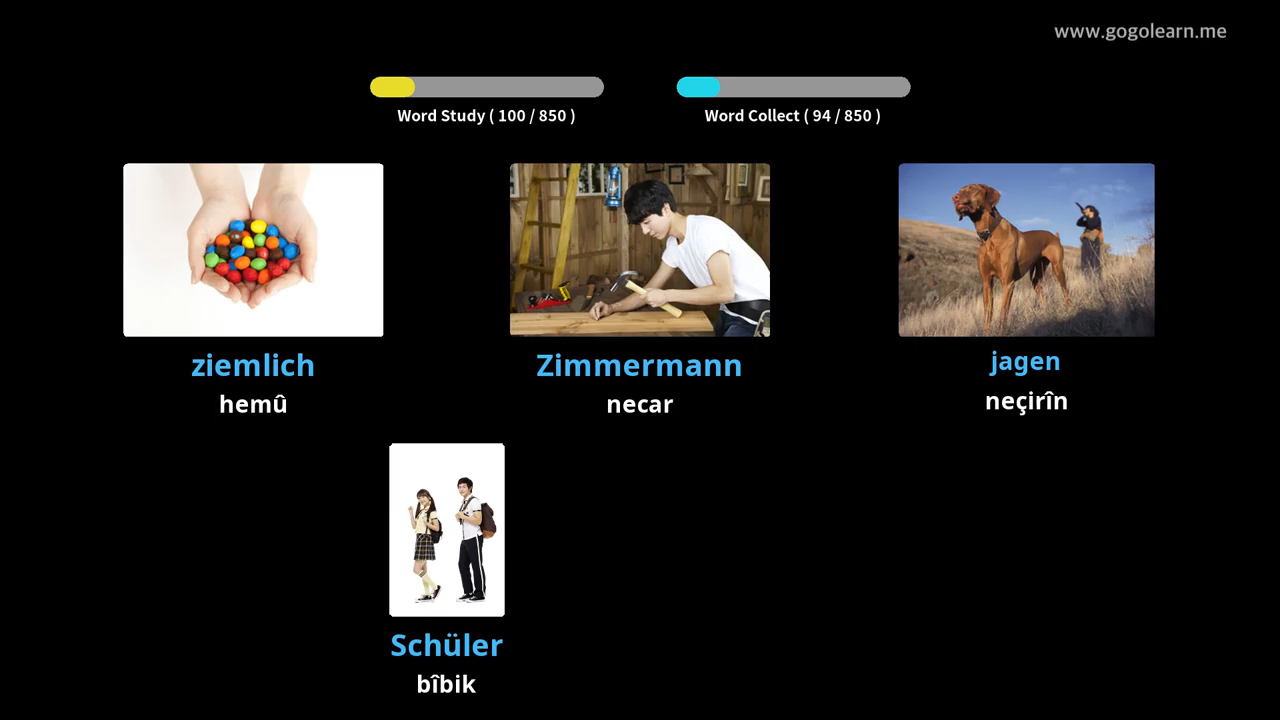 www.gogolearn.me
Word Study ( 100 / 850 )
Word Collect ( 94 / 850 )
ziemlich
hemû
Zimmermann
necar
jagen
neçirîn
Schüler
bîbik